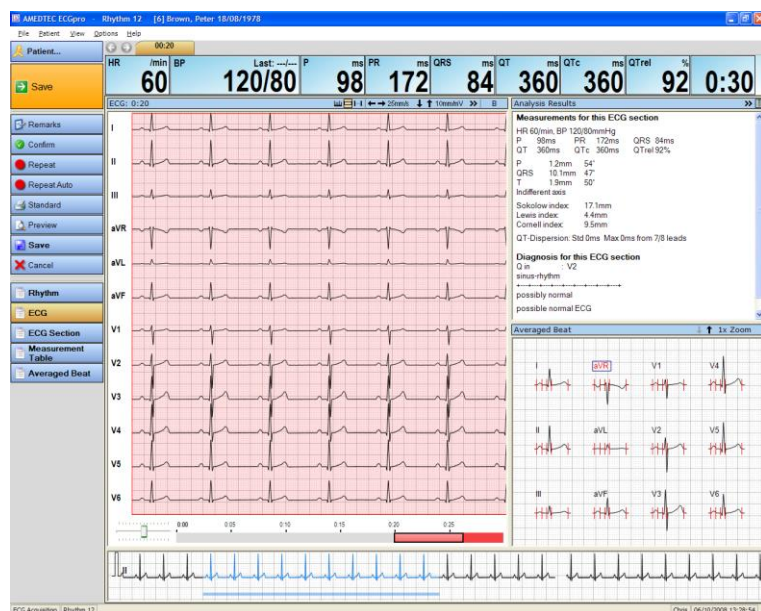 AMEDTEC ECGpro - Rhythm 12 [6] Brown, Peter 18/08/1978
File Patient View Options Help
Patient...
00:20
HR /min BP Last: ---/--- P ms PR ms QRS ms QT ms QTc ms QTrel %
60 120/80 98 172 84 360 360 92 0:30
Save
ECG: 0:20 25mm/s 10mm/mV B
Analysis Results
Remarks
Confirm
Repeat
Repeat Auto
Standard
Preview
Save
Cancel
Rhythm
ECG
ECG Section
Measurement
Table
Averaged Beat
I
II
III
aVR
aVL
aVF
V1
V2
V3
V4
V5
V6
0:00 0:05 0:10 0:15 0:20 0:25
Measurements for this ECG section
HR 60/min, BP 120/80mmHg
P 98ms PR 172ms QRS 84ms
QT 360ms QTc 360ms QTrel 92%
P 1.2mm 54°
QRS 10.1mm 47°
T 1.9mm 50°
Indifferent axis
Sokolow index: 17.1mm
Lewis index: 4.4mm
Cornell index: 9.5mm
QT-Dispersion: Std 0ms Max 0ms from 7/8 leads
Diagnosis for this ECG section
Q in : V2
sinus-rhythm
possibly normal
possible normal ECG
Averaged Beat 1x Zoom
I aVR V1 V4
II aVL V2 V5
III aVF V3 V6
II
ECG Acquisition Rhythm 12 Chris 06/10/2008 13:28:54